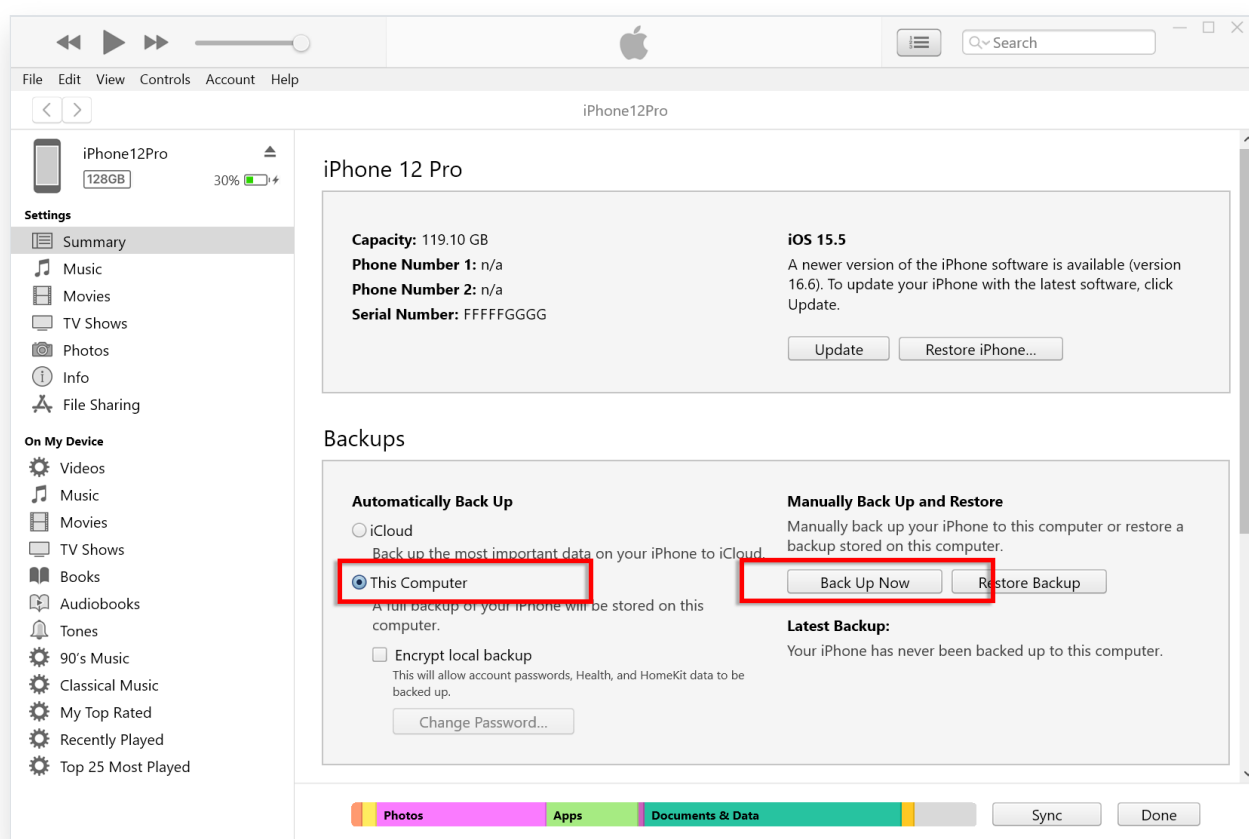 Search
File Edit View Controls Account Help
iPhone12Pro
iPhone12Pro
128GB
30%
Settings
Summary
Music
Movies
TV Shows
Photos
Info
File Sharing
On My Device
Videos
Music
Movies
TV Shows
Books
Audiobooks
Tones
90's Music
Classical Music
My Top Rated
Recently Played
Top 25 Most Played
iPhone 12 Pro
Capacity: 119.10 GB
Phone Number 1: n/a
Phone Number 2: n/a
Serial Number: FFFFFGGGG
iOS 15.5
A newer version of the iPhone software is available (version
16.6). To update your iPhone with the latest software, click
Update.
Update
Restore iPhone...
Backups
Automatically Back Up
iCloud
Back up the most important data on your iPhone to iCloud.
This Computer
A full backup of your iPhone will be stored on this
computer.
Encrypt local backup
This will allow account passwords, Health, and HomeKit data to be
backed up.
Change Password...
Manually Back Up and Restore
Manually back up your iPhone to this computer or restore a
backup stored on this computer.
Back Up Now
Restore Backup
Latest Backup:
Your iPhone has never been backed up to this computer.
Photos
Apps
Documents & Data
Sync
Done